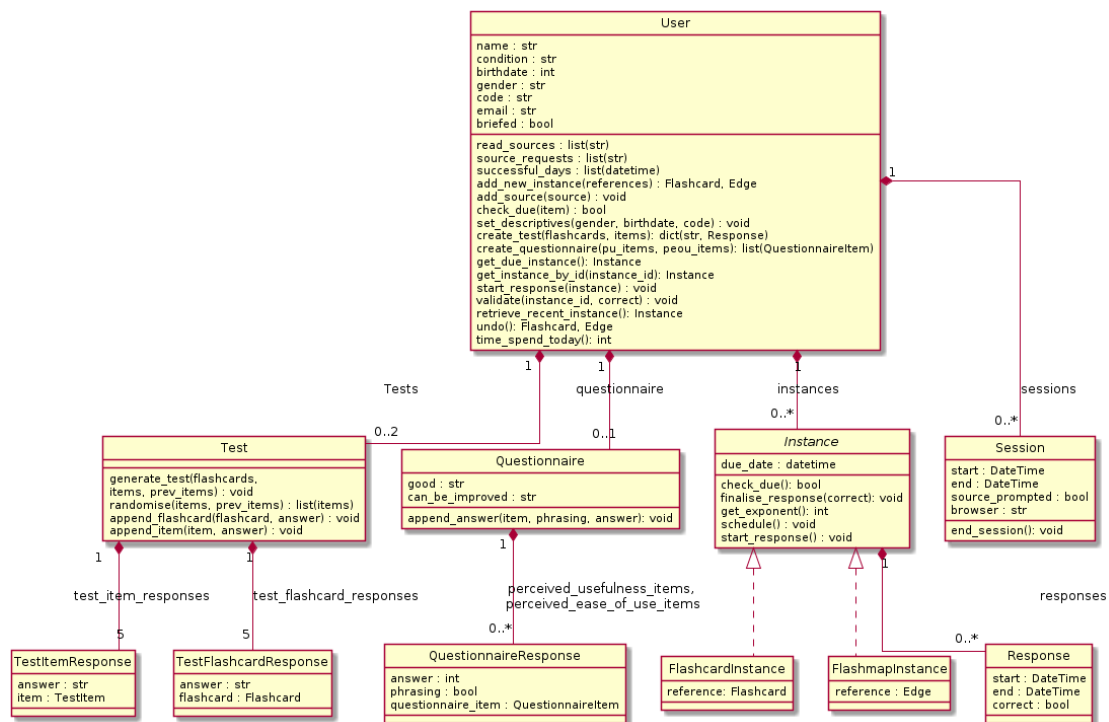 User
name : str
condition : str
birthdate : int
gender : str
code : str
email : str
briefed : bool
read_sources : list(str)
source_requests : list(str)
successful_days : list(datetime)
add_new_instance(references) : Flashcard, Edge
add_source(source) : void
check_due(item) : bool
set_descriptives(gender, birthdate, code) : void
create_test(flashcards, items): dict(str, Response)
create_questionnaire(pu_items, peou_items): list(QuestionnaireItem)
get_due_instance(): Instance
get_instance_by_id(instance_id): Instance
start_response(instance) : void
validate(instance_id, correct) : void
retrieve_recent_instance(): Instance
undo(): Flashcard, Edge
time_spend_today(): int
1
1
1
1
Tests
questionnaire
instances
sessions
0..2
0..1
0..*
0..*
Test
generate_test(flashcards,
items, prev_items) : void
randomise(items, prev_items) : list(items)
append_flashcard(flashcard, answer) : void
append_item(item, answer) : void
Questionnaire
good : str
can_be_improved : str
append_answer(item, phrasing, answer): void
Instance
due_date : datetime
check_due(): bool
finalise_response(correct): void
get_exponent(): int
schedule() : void
start_response() : void
Session
start : DateTime
end : DateTime
source_prompted : bool
browser : str
end_session(): void
1
1
1
1
test_item_responses
test_flashcard_responses
perceived_usefulness_items,
perceived_ease_of_use_items
responses
5
5
0..*
0..*
TestItemResponse
answer : str
item : TestItem
TestFlashcardResponse
answer : str
flashcard : Flashcard
QuestionnaireResponse
answer : int
phrasing : bool
questionnaire_item : QuestionnaireItem
FlashcardInstance
reference: Flashcard
FlashmapInstance
reference : Edge
Response
start : DateTime
end : DateTime
correct : bool